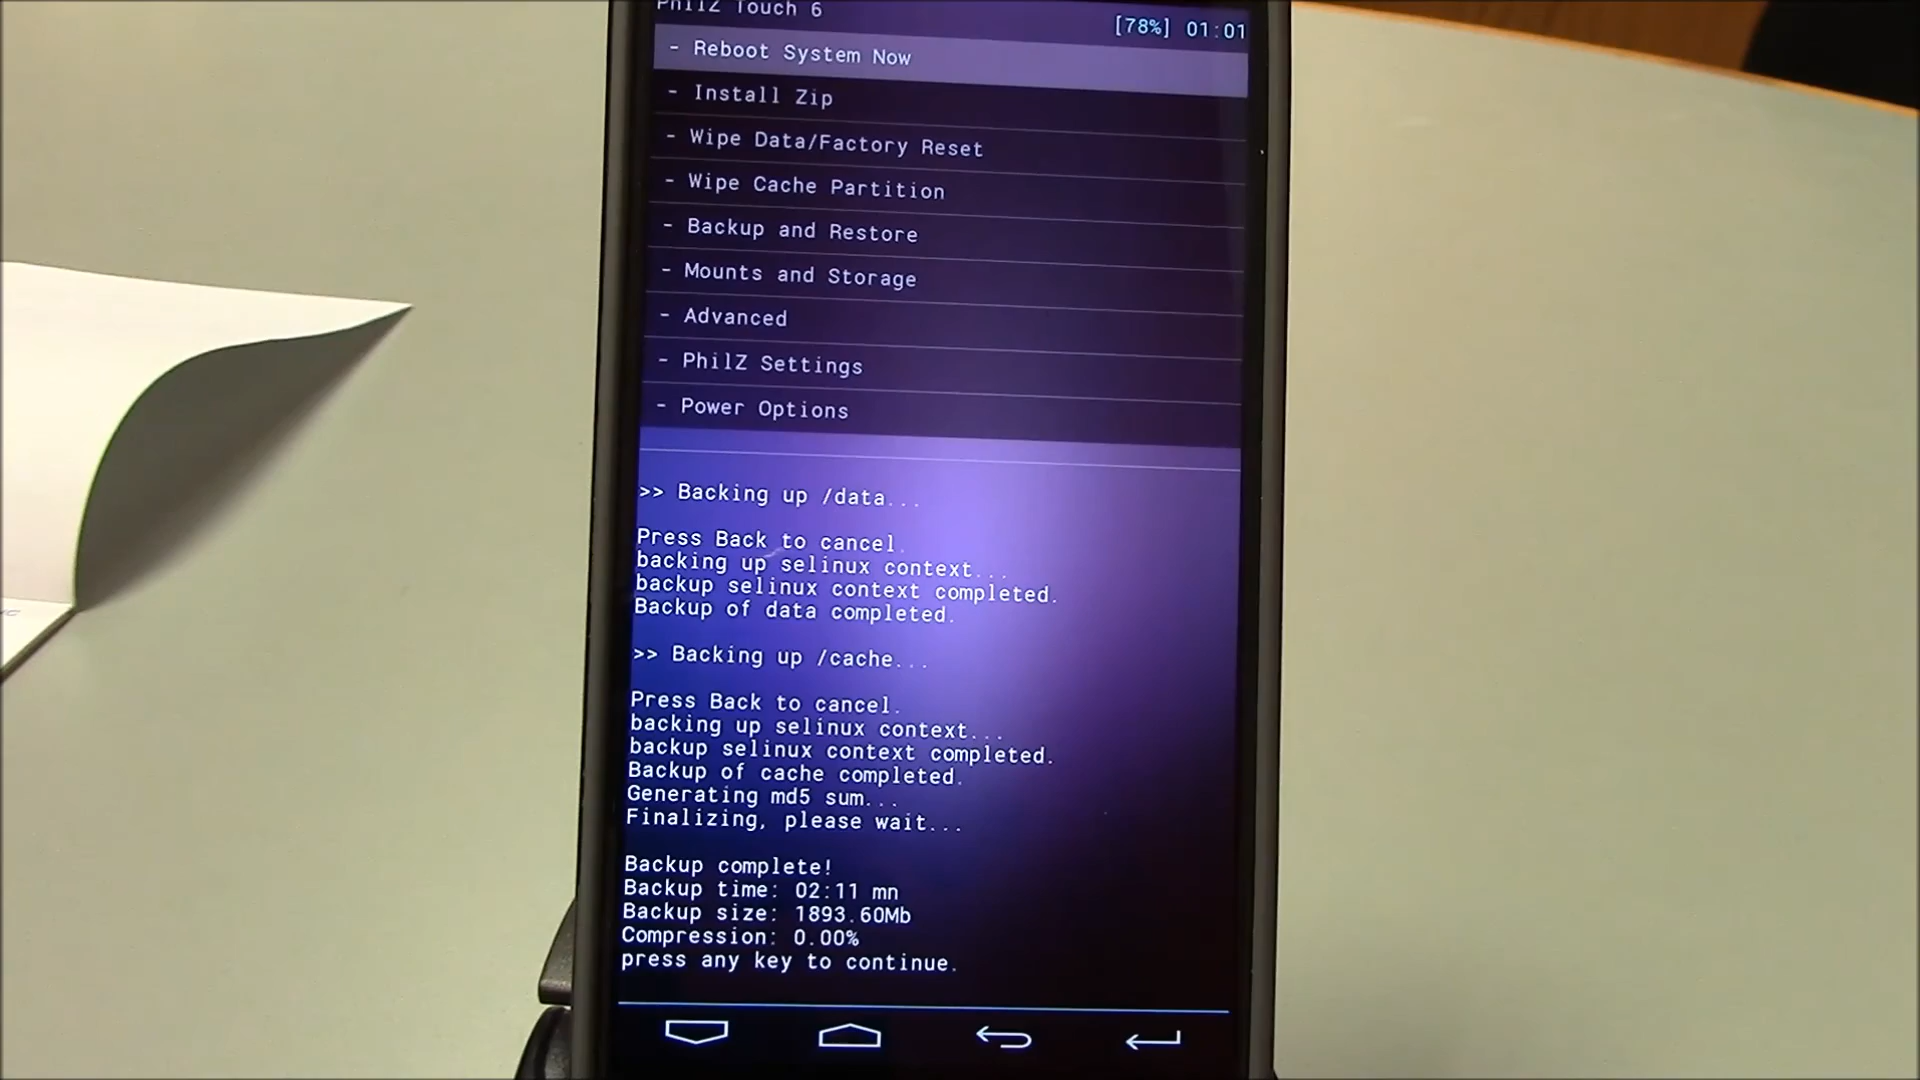 PhilZ Touch 6
[78%] 01:01
- Reboot System Now
- Install Zip
- Wipe Data/Factory Reset
- Wipe Cache Partition
- Backup and Restore
- Mounts and Storage
- Advanced
- PhilZ Settings
- Power Options
>> Backing up /data...
Press Back to cancel.
backing up selinux context...
backup selinux context completed.
Backup of data completed.
>> Backing up /cache...
Press Back to cancel.
backing up selinux context...
backup selinux context completed.
Backup of cache completed.
Generating md5 sum...
Finalizing, please wait...
Backup complete!
Backup time: 02:11 mn
Backup size: 1893.60Mb
Compression: 0.00%
press any key to continue.